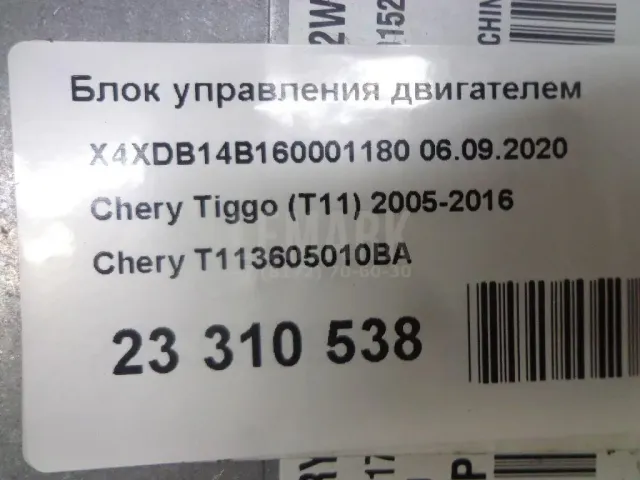 Блок управления двигателем
X4XDB14B160001180 06.09.2020
Chery Tiggo (T11) 2005-2016
Chery T113605010BA
23 310 538